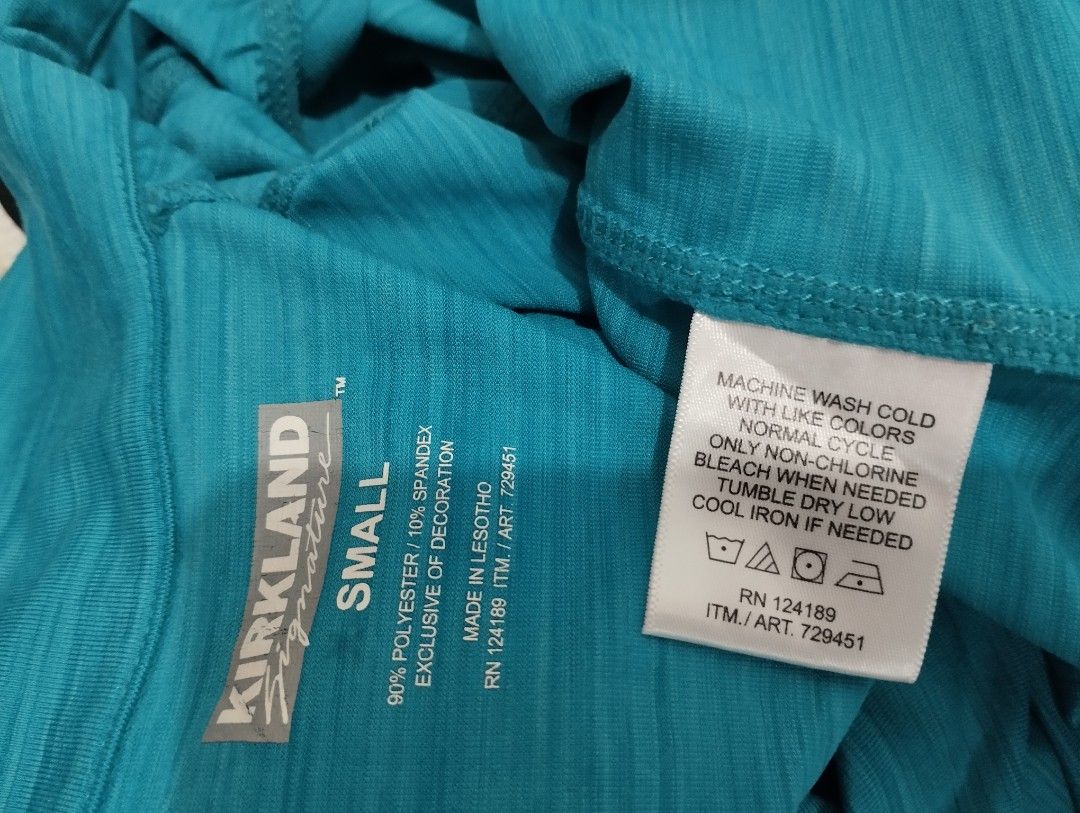 KIRKLAND
Signature™
SMALL
90% POLYESTER / 10% SPANDEX
EXCLUSIVE OF DECORATION
MADE IN LESOTHO
RN 124189 ITM./ ART 729451
MACHINE WASH COLD
WITH LIKE COLORS
NORMAL CYCLE
ONLY NON-CHLORINE
BLEACH WHEN NEEDED
TUMBLE DRY LOW
COOL IRON IF NEEDED
RN 124189
ITM./ ART. 729451